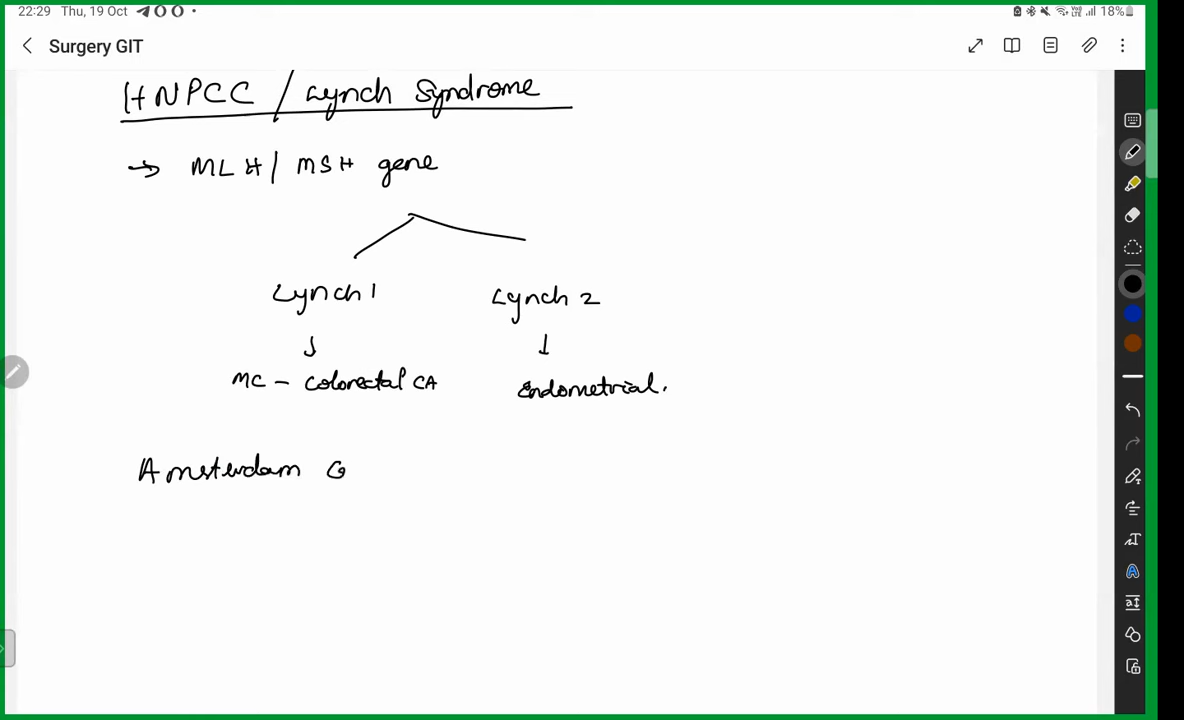 22:29 Thu, 19 Oct
18%
Surgery GIT
HNPCC / Lynch Syndrome
→ MLH / MSH gene
Lynch 1 Lynch 2
↓ ↓
MC - Colorectal CA Endometrial.
Amsterdam C